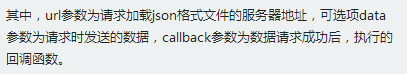 其中，url参数为请求加载json格式文件的服务器地址，可选项data
参数为请求时发送的数据，callback参数为数据请求成功后，执行的
回调函数。